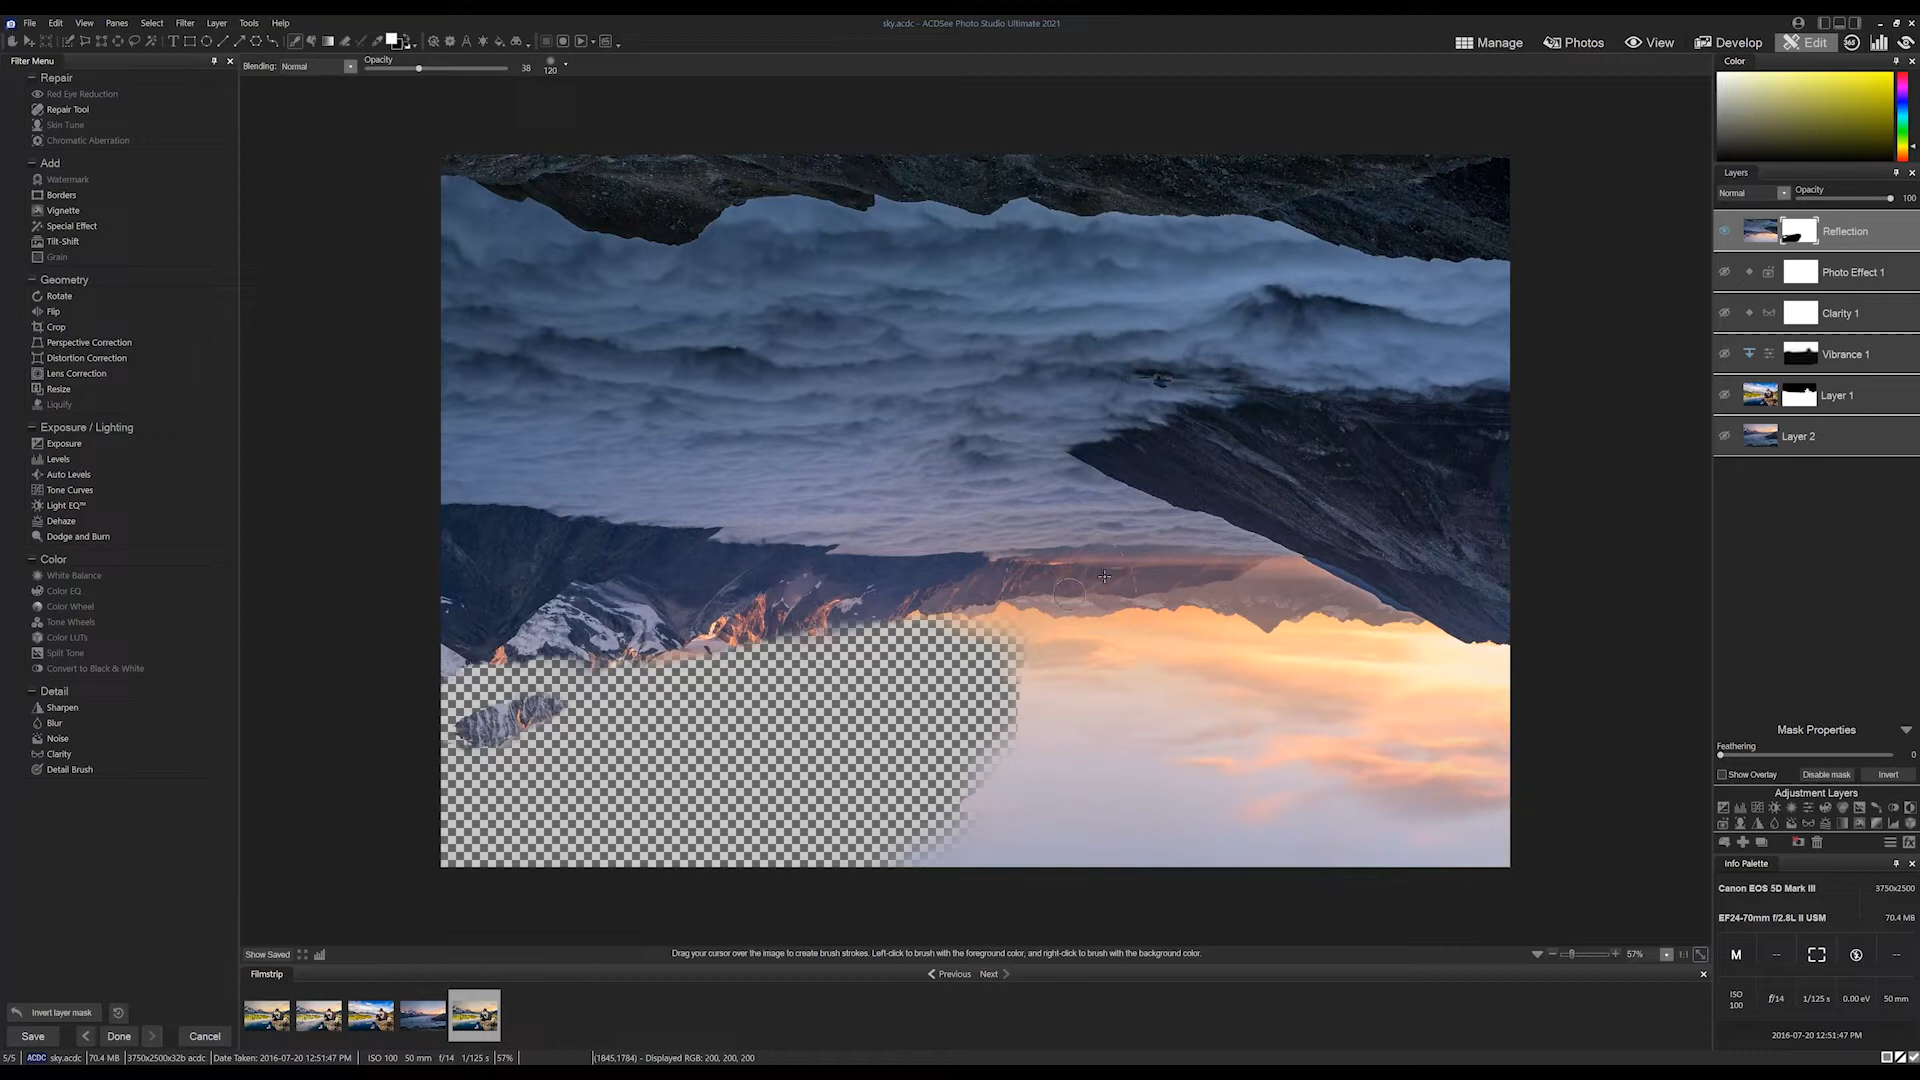 File Edit View Panes Select Filter Layer Tools Help
sky.acdc - ACDSee Photo Studio Ultimate 2021
Manage Photos View Develop Edit 365
Filter Menu
Blending: Normal Opacity 38 120
Repair
Red Eye Reduction
Repair Tool
Skin Tune
Chromatic Aberration
Add
Watermark
Borders
Vignette
Special Effect
Tilt-Shift
Grain
Geometry
Rotate
Flip
Crop
Perspective Correction
Distortion Correction
Lens Correction
Resize
Liquify
Exposure / Lighting
Exposure
Levels
Auto Levels
Tone Curves
Light EQ™
Dehaze
Dodge and Burn
Color
White Balance
Color EQ
Color Wheel
Tone Wheels
Color LUTs
Split Tone
Convert to Black & White
Detail
Sharpen
Blur
Noise
Clarity
Detail Brush
Invert layer mask
Save Done Cancel
Color
Layers
Normal Opacity 100
Reflection
Photo Effect 1
Clarity 1
Vibrance 1
Layer 1
Layer 2
Mask Properties
Feathering
0
Show Overlay Disable mask Invert
Adjustment Layers
Info Palette
Canon EOS 5D Mark III 3750x2500
EF24-70mm f/2.8L II USM 70.4 MB
M -- --
ISO 100 f/14 1/125 s 0.00 eV 50 mm
2016-07-20 12:51:47 PM
Show Saved Drag your cursor over the image to create brush strokes. Left-click to brush with the foreground color, and right-click to brush with the background color. 57% 1:1
Filmstrip Previous Next
5/5 ACDC sky.acdc 70.4 MB 3750x2500x32b acdc Date Taken: 2016-07-20 12:51:47 PM ISO 100 50 mm f/14 1/125 s 57% (1845,1784) - Displayed RGB: 200, 200, 200